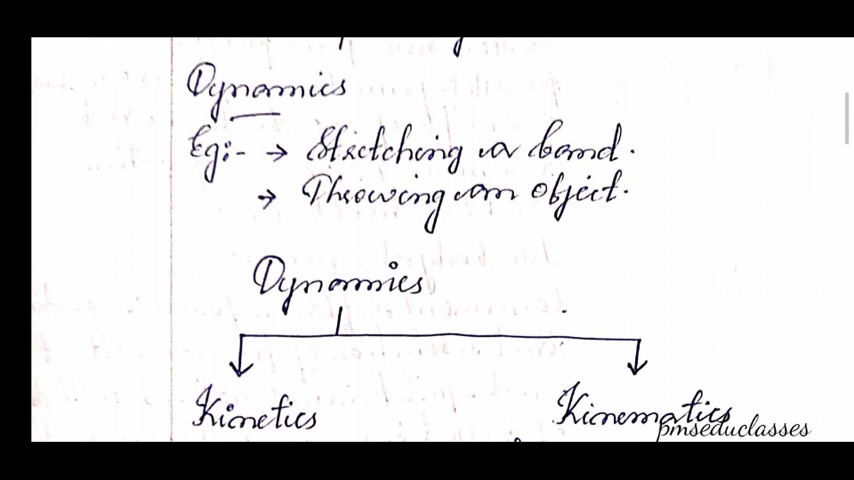 Dynamics
Eg:- → Stretching a band.
→ Throwing an object.
Dynamics
Kinetics Kinematics
pmseduclasses